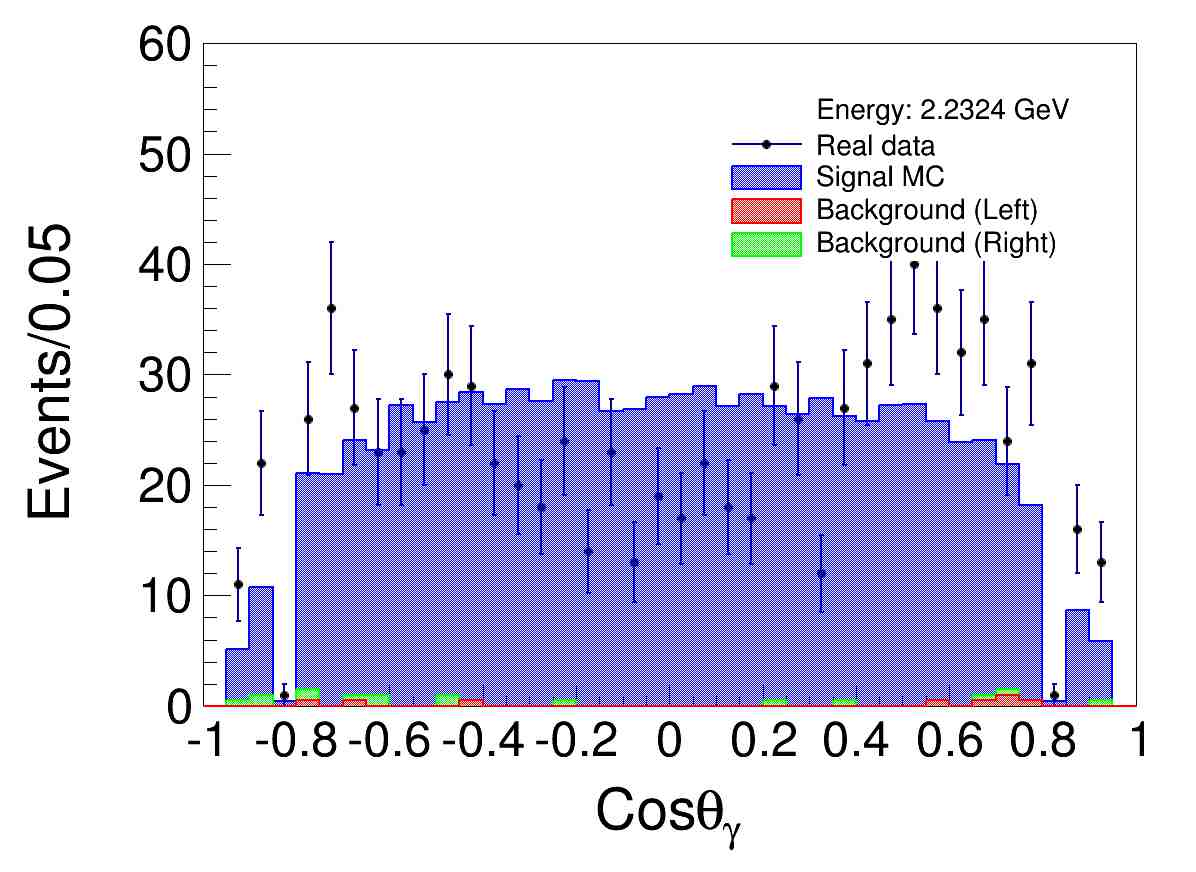 60
50
40
30
20
10
0
Events/0.05
Energy: 2.2324 GeV
Real data
Signal MC
Background (Left)
Background (Right)
-1 -0.8 -0.6 -0.4 -0.2 0 0.2 0.4 0.6 0.8 1
Cosθγ